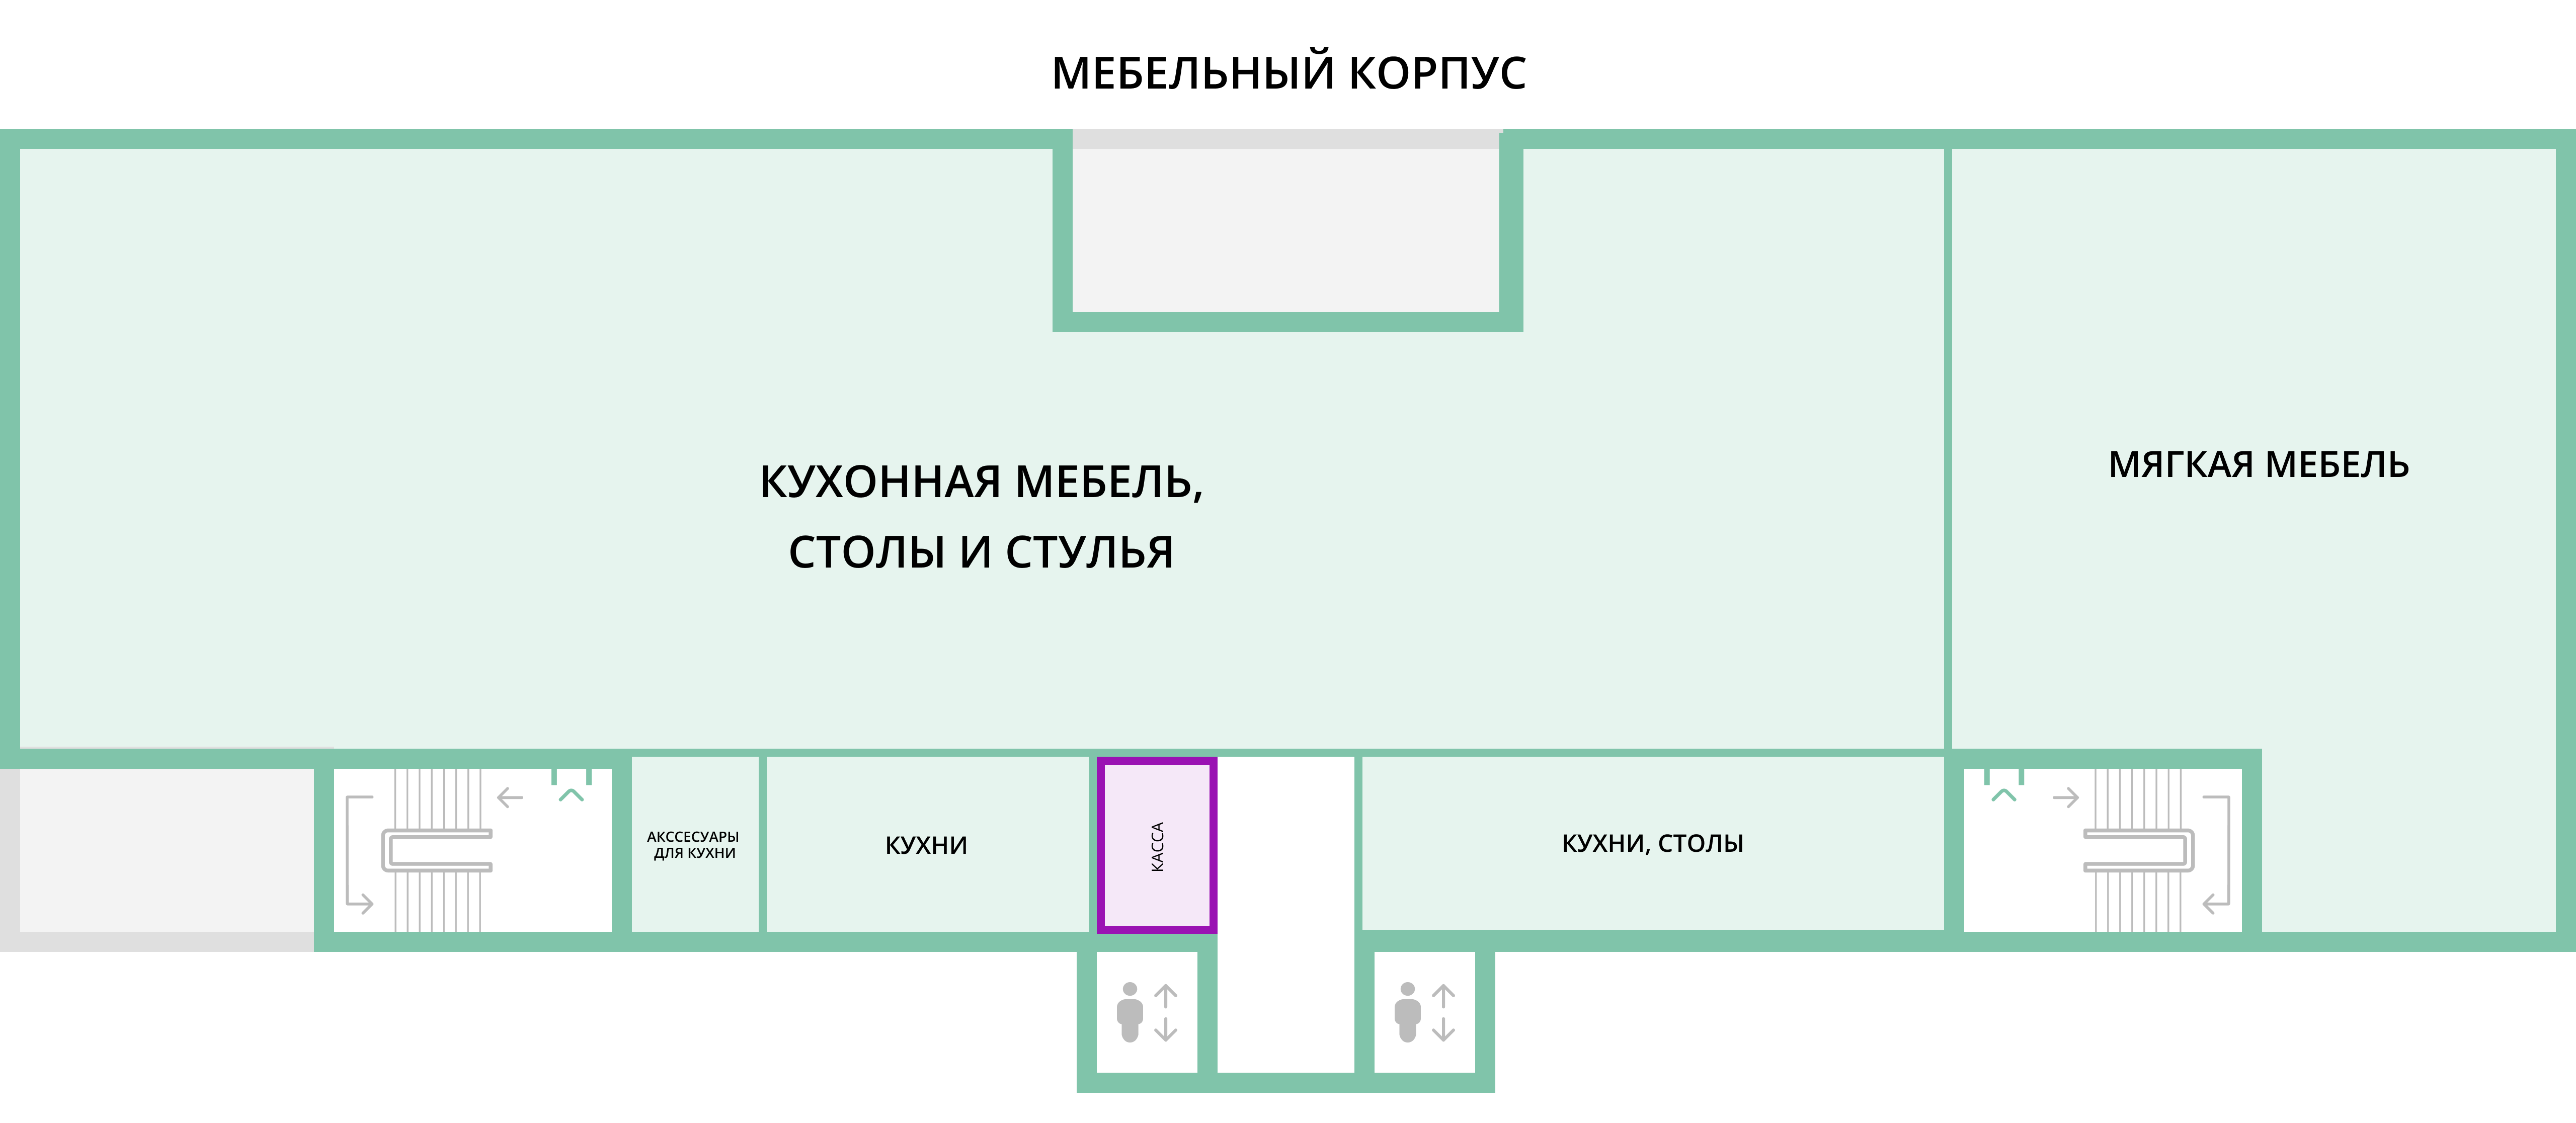 МЕБЕЛЬНЫЙ КОРПУС
КУХОННАЯ МЕБЕЛЬ,
СТОЛЫ И СТУЛЬЯ
МЯГКАЯ МЕБЕЛЬ
АКССЕСУАРЫ
ДЛЯ КУХНИ
КУХНИ
КАССА
КУХНИ, СТОЛЫ